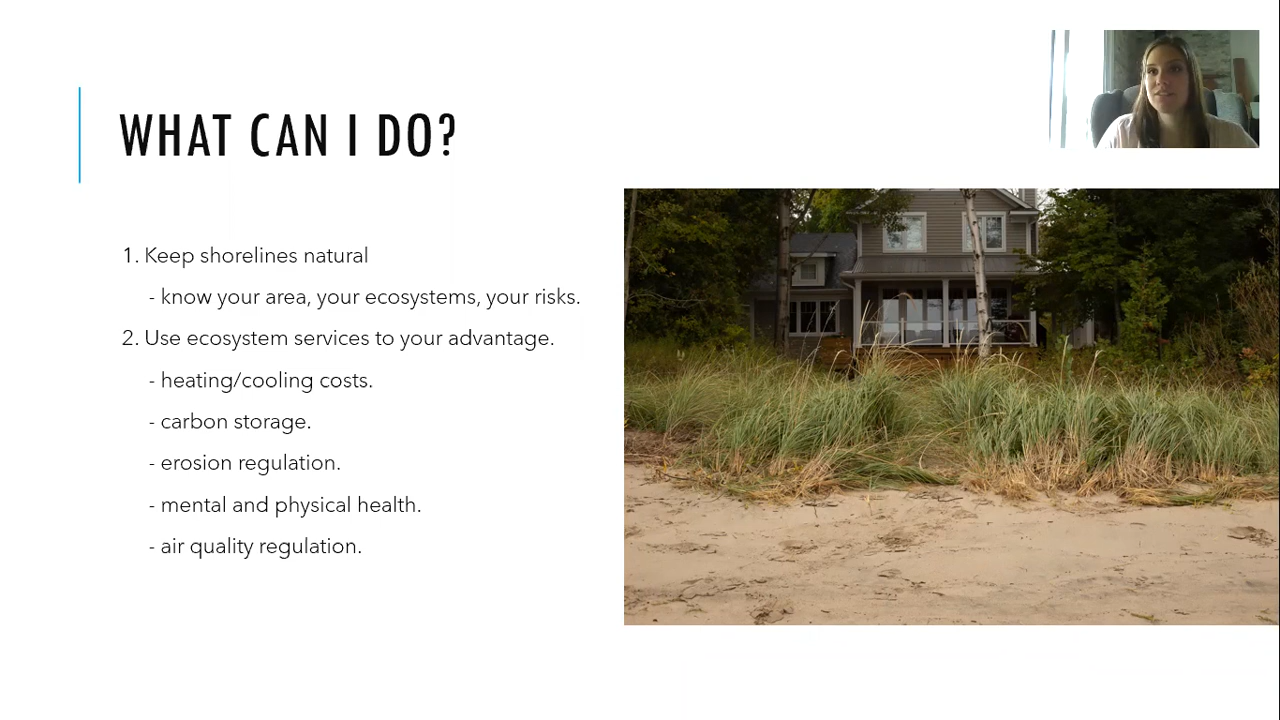 WHAT CAN I DO?
1. Keep shorelines natural
- know your area, your ecosystems, your risks.
2. Use ecosystem services to your advantage.
- heating/cooling costs.
- carbon storage.
- erosion regulation.
- mental and physical health.
- air quality regulation.